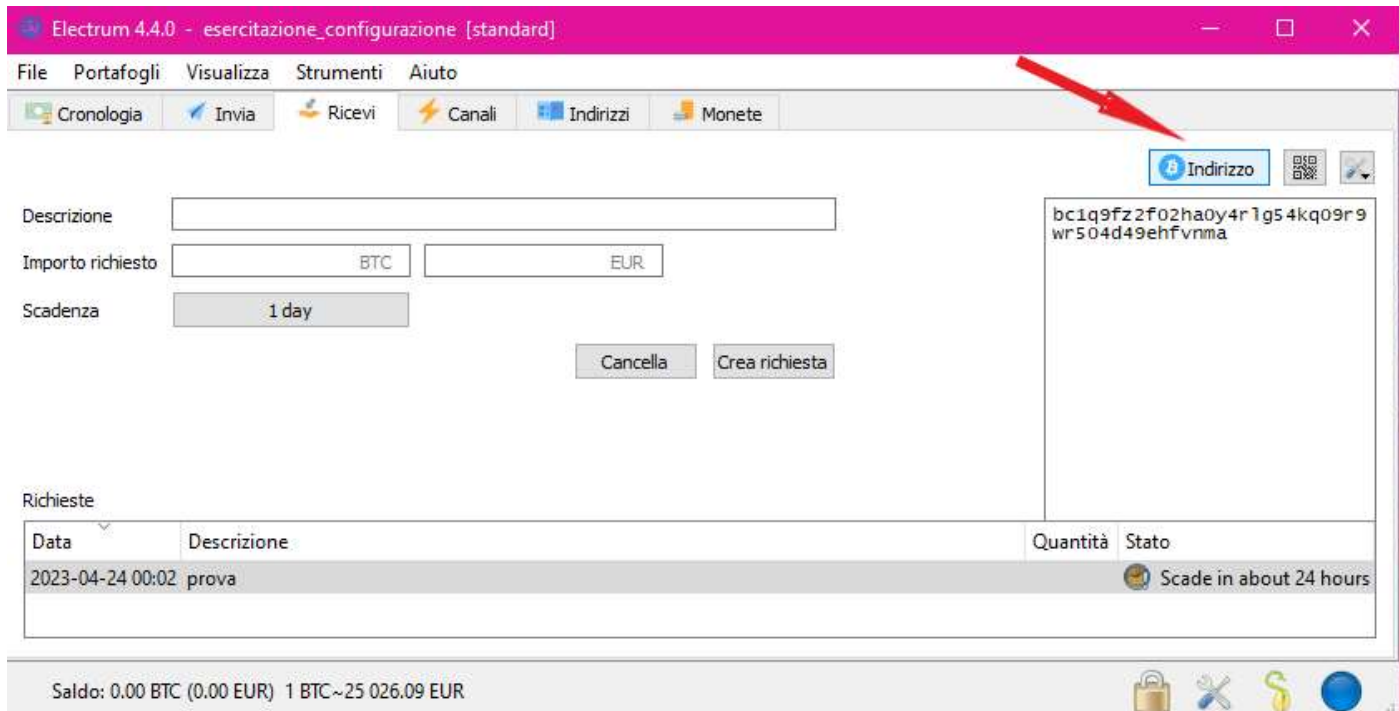 Electrum 4.4.0 - esercitazione_configurazione [standard]
File Portafogli Visualizza Strumenti Aiuto
Cronologia Invia Ricevi Canali Indirizzi Monete
Indirizzo
Descrizione
bc1q9fz2f02ha0y4rlg54kq09r9
wr504d49ehfvnma
Importo richiesto BTC EUR
Scadenza 1 day
Cancella Crea richiesta
Richieste
Data Descrizione Quantità Stato
2023-04-24 00:02 prova Scade in about 24 hours
Saldo: 0.00 BTC (0.00 EUR) 1 BTC~25 026.09 EUR